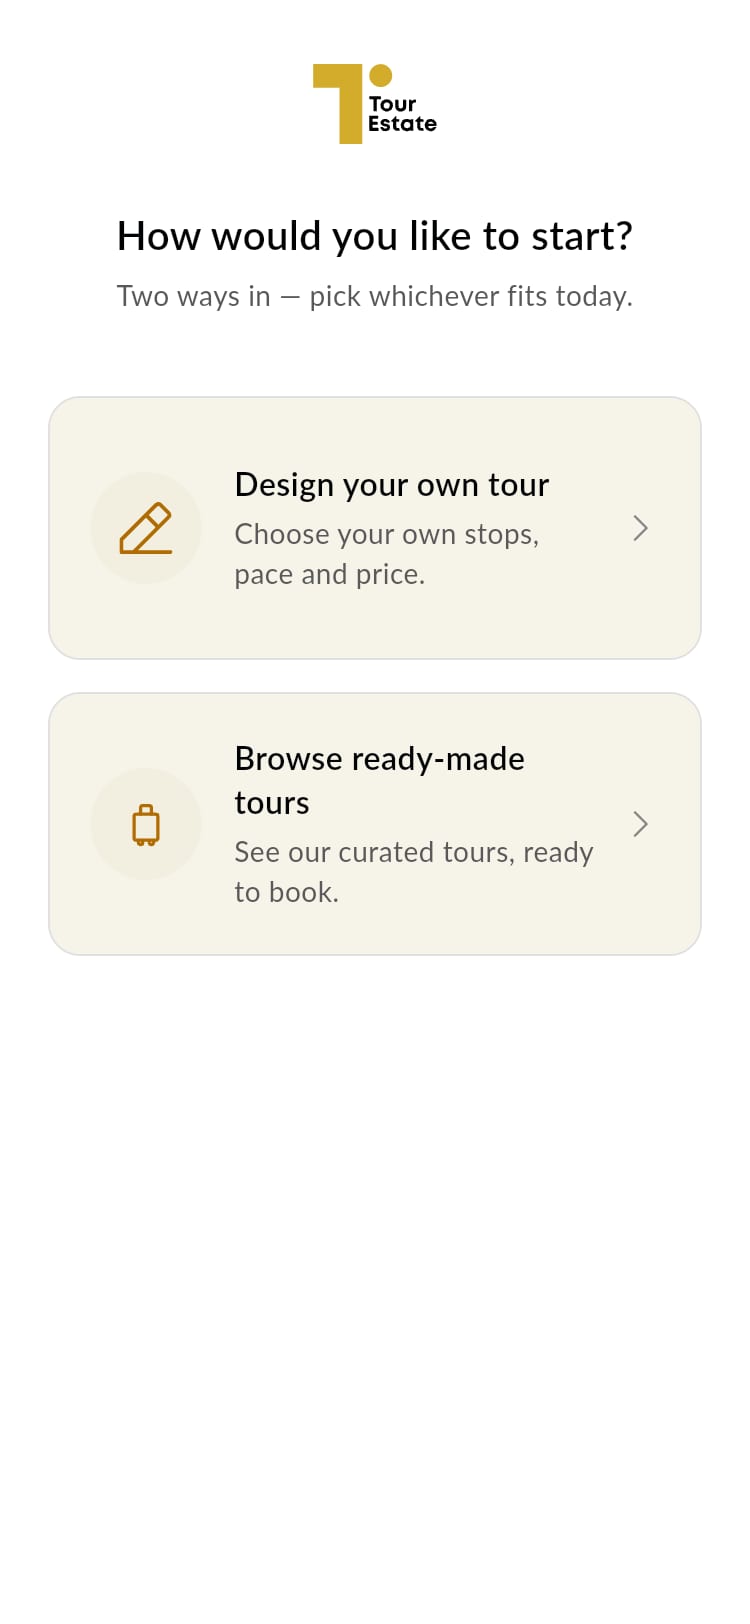 Tour
Estate
How would you like to start?
Two ways in — pick whichever fits today.
Design your own tour
Choose your own stops,
pace and price.
Browse ready-made
tours
See our curated tours, ready
to book.